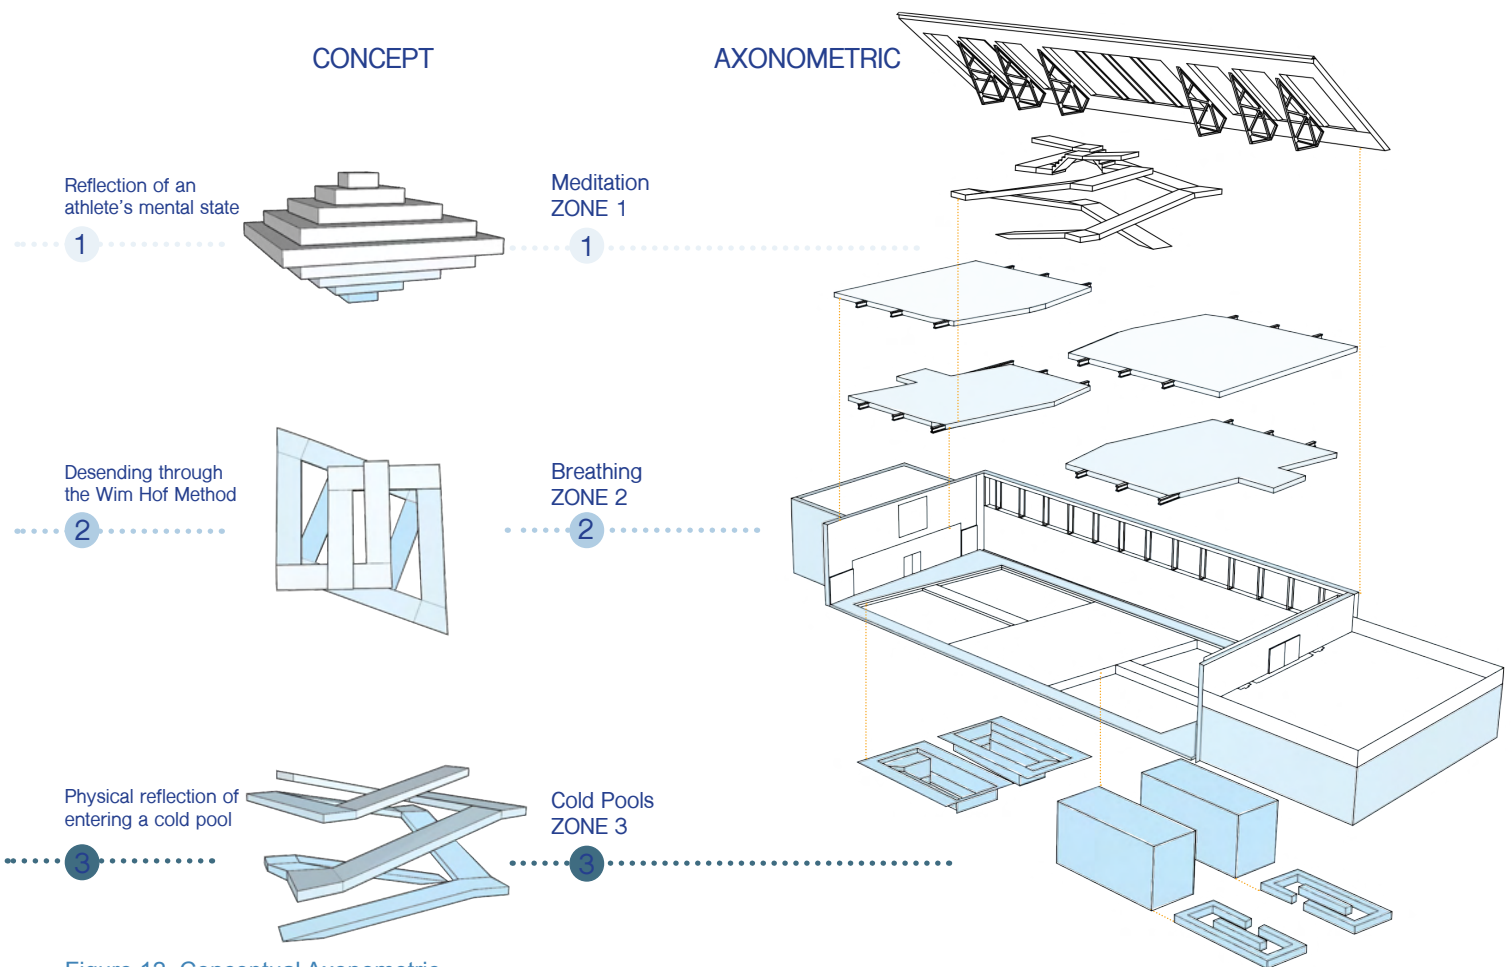 CONCEPT
AXONOMETRIC
Reflection of an
athlete's mental state
1
Meditation
ZONE 1
1
Desending through
the Wim Hof Method
2
Breathing
ZONE 2
2
Physical reflection of
entering a cold pool
3
Cold Pools
ZONE 3
3